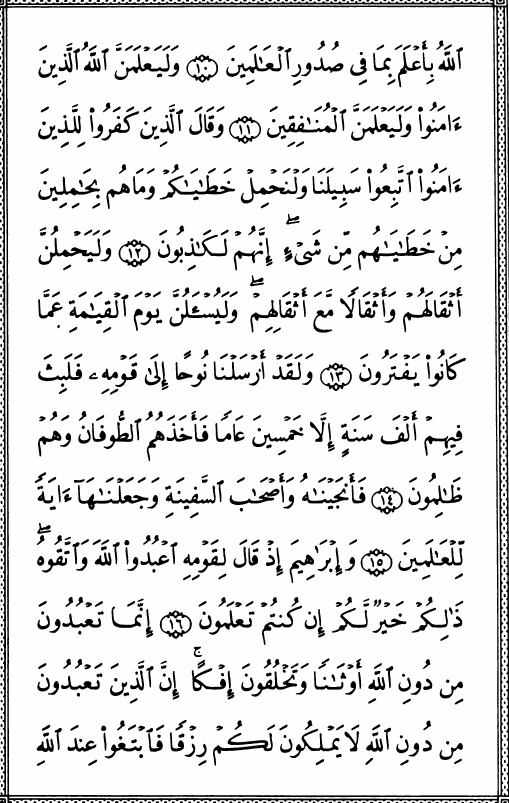 ٱللَّهُ بِأَعْلَمَ بِمَا فِى صُدُورِ ٱلْعَـٰلَمِينَ ١٠ وَلَيَعْلَمَنَّ ٱللَّهُ ٱلَّذِينَ
ءَامَنُوا۟ وَلَيَعْلَمَنَّ ٱلْمُنَـٰفِقِينَ ١١ وَقَالَ ٱلَّذِينَ كَفَرُوا۟ لِلَّذِينَ
ءَامَنُوا۟ ٱتَّبِعُوا۟ سَبِيلَنَا وَلْنَحْمِلْ خَطَـٰيَـٰكُمْ وَمَا هُم بِحَـٰمِلِينَ
مِنْ خَطَـٰيَـٰهُم مِّن شَىْءٍ ۖ إِنَّهُمْ لَكَـٰذِبُونَ ١٢ وَلَيَحْمِلُنَّ
أَثْقَالَهُمْ وَأَثْقَالًا مَّعَ أَثْقَالِهِمْ ۖ وَلَيُسْـَٔلُنَّ يَوْمَ ٱلْقِيَـٰمَةِ عَمَّا
كَانُوا۟ يَفْتَرُونَ ١٣ وَلَقَدْ أَرْسَلْنَا نُوحًا إِلَىٰ قَوْمِهِۦ فَلَبِثَ
فِيهِمْ أَلْفَ سَنَةٍ إِلَّا خَمْسِينَ عَامًا فَأَخَذَهُمُ ٱلطُّوفَانُ وَهُمْ
ظَـٰلِمُونَ ١٤ فَأَنجَيْنَـٰهُ وَأَصْحَـٰبَ ٱلسَّفِينَةِ وَجَعَلْنَـٰهَآ ءَايَةً
لِّلْعَـٰلَمِينَ ١٥ وَإِبْرَٰهِيمَ إِذْ قَالَ لِقَوْمِهِ ٱعْبُدُوا۟ ٱللَّهَ وَٱتَّقُوهُ ۖ
ذَٰلِكُمْ خَيْرٌ لَّكُمْ إِن كُنتُمْ تَعْلَمُونَ ١٦ إِنَّمَا تَعْبُدُونَ
مِن دُونِ ٱللَّهِ أَوْثَـٰنًا وَتَخْلُقُونَ إِفْكًا ۚ إِنَّ ٱلَّذِينَ تَعْبُدُونَ
مِن دُونِ ٱللَّهِ لَا يَمْلِكُونَ لَكُمْ رِزْقًا فَٱبْتَغُوا۟ عِندَ ٱللَّهِ